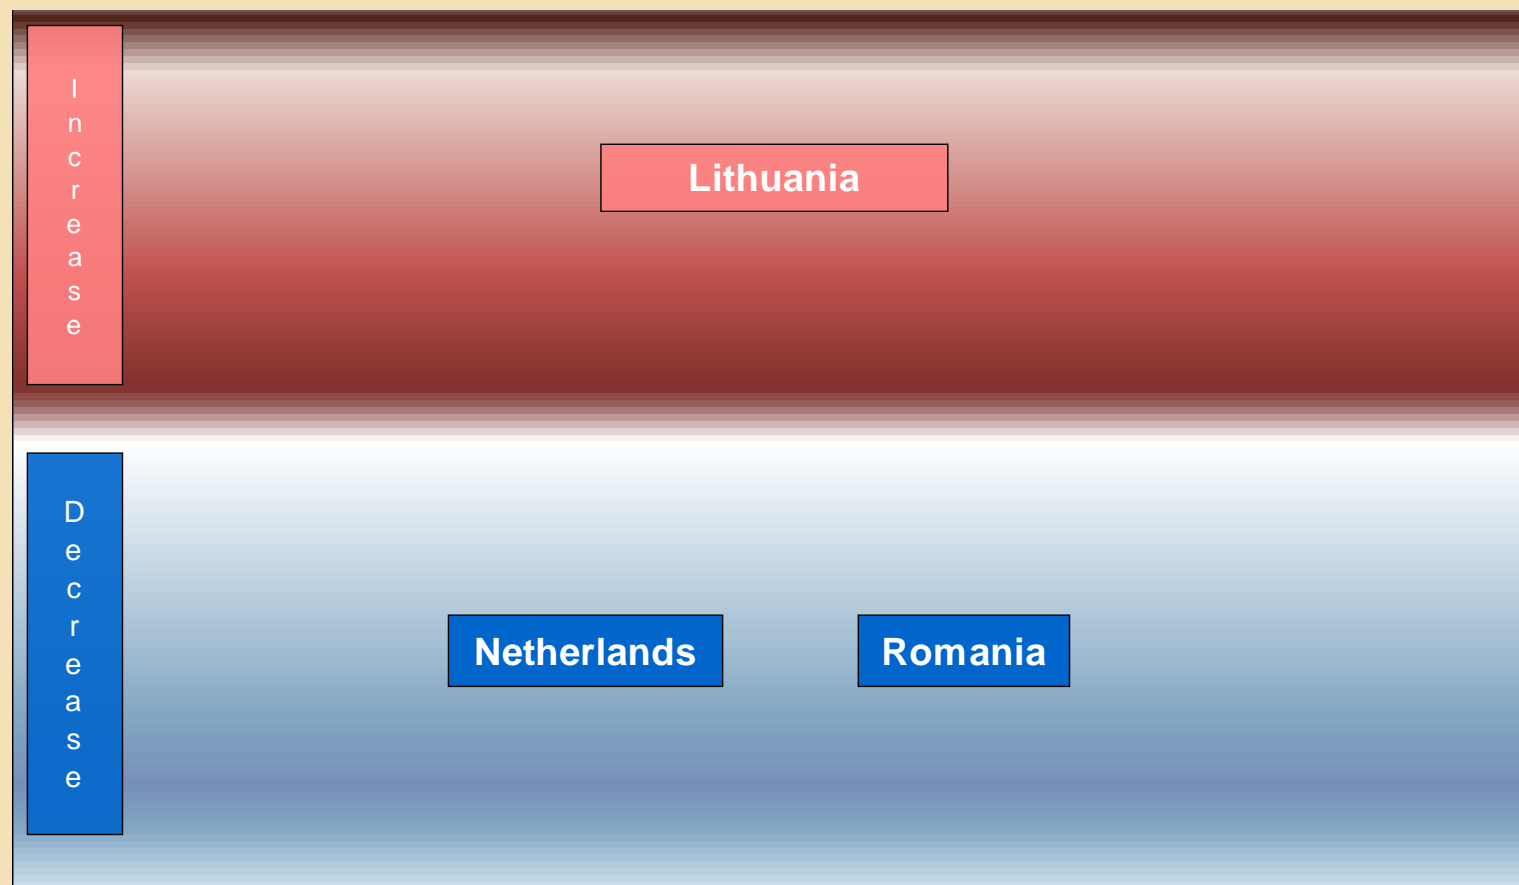 Increase
Lithuania
Decrease
Netherlands
Romania